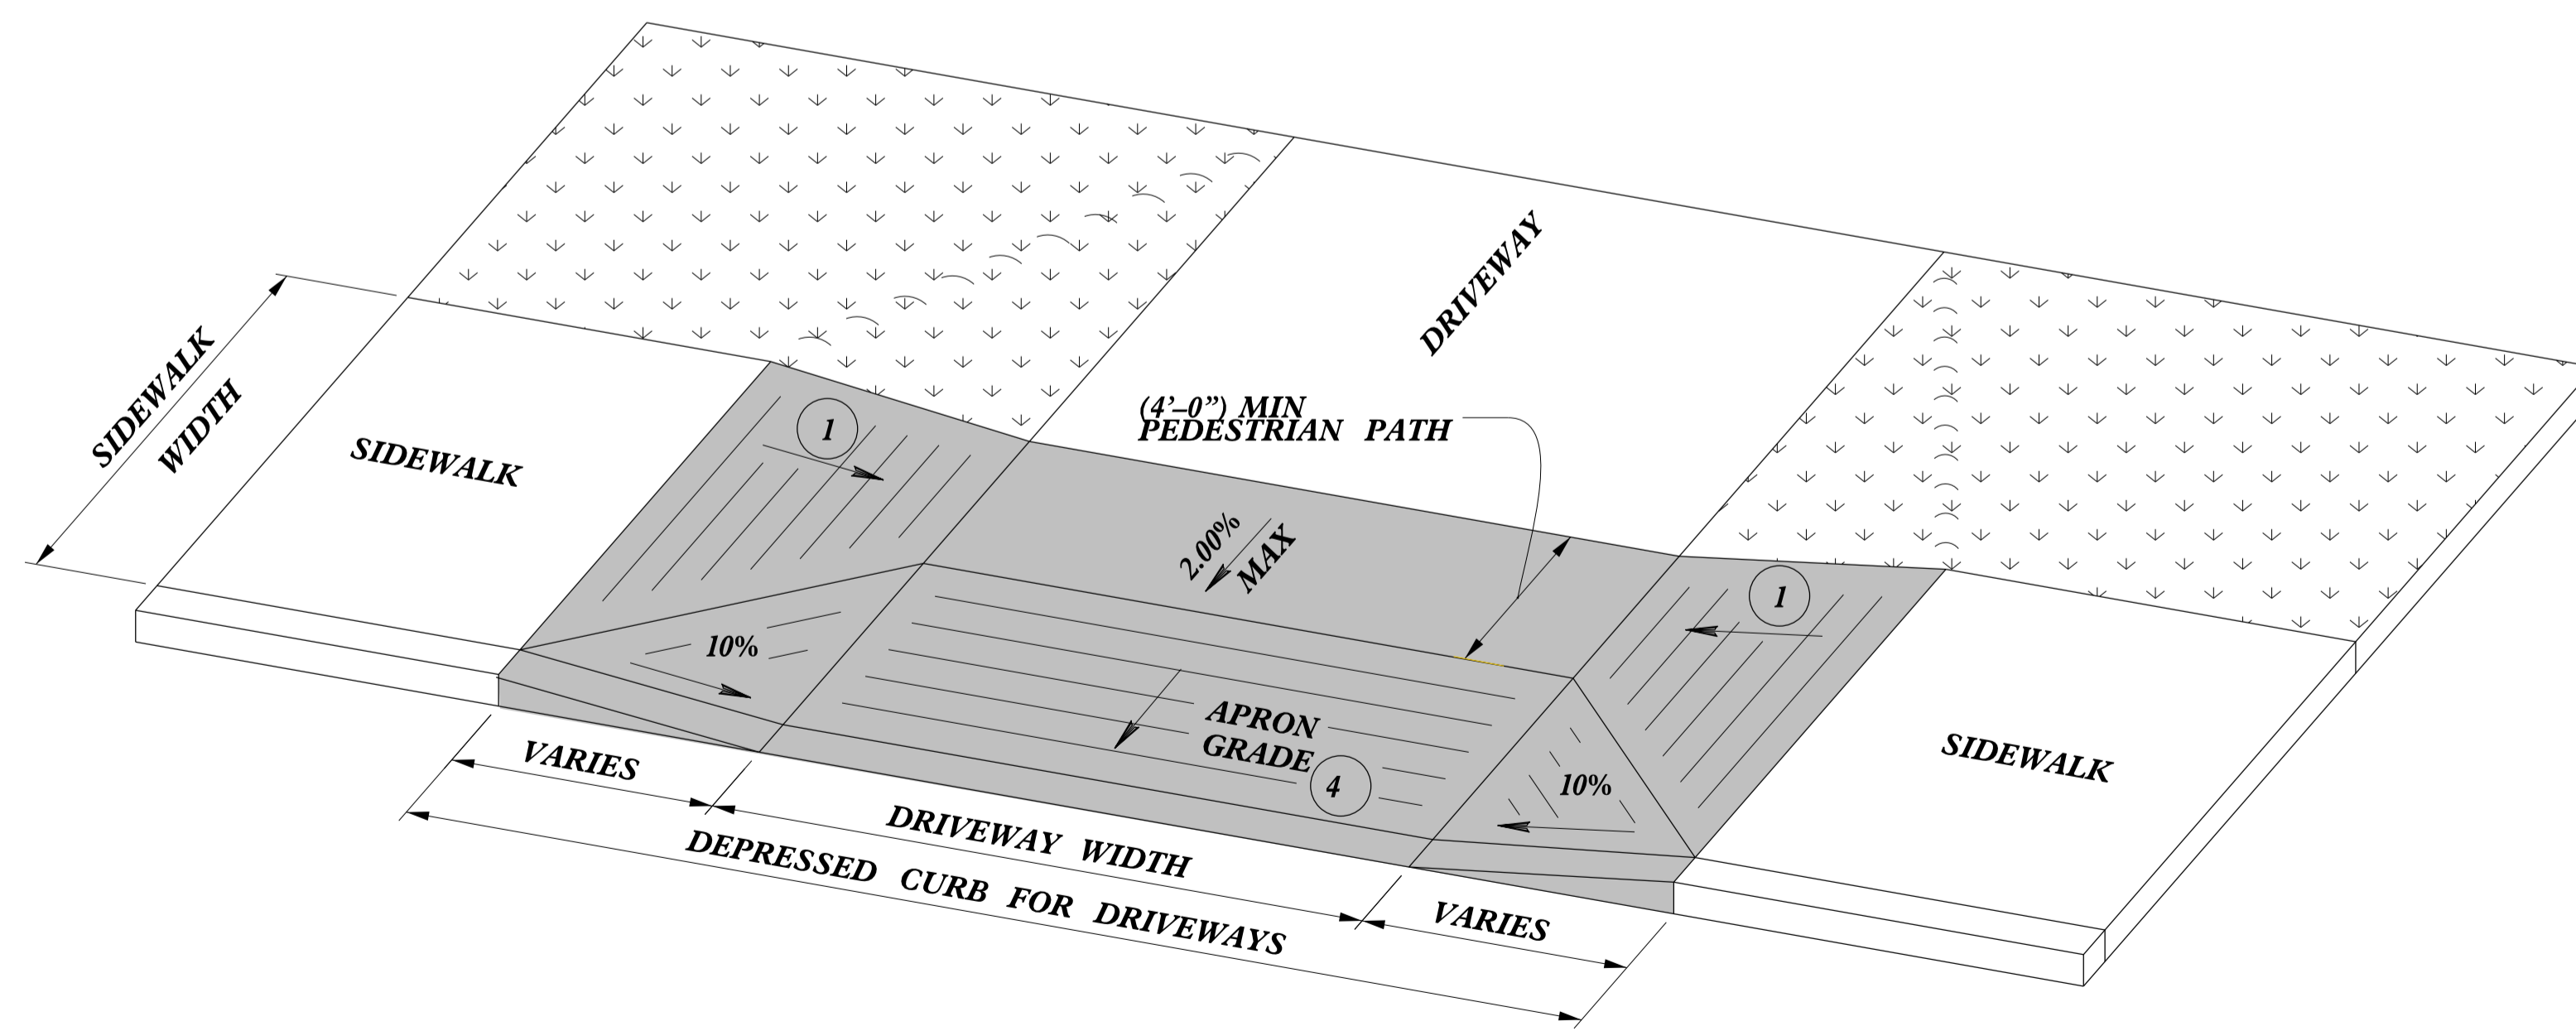 DRIVEWAY
SIDEWALK
WIDTH
SIDEWALK
(4'–0") MIN
PEDESTRIAN PATH
1
2.00%
MAX
1
10%
APRON
GRADE
4
10%
SIDEWALK
VARIES
DRIVEWAY WIDTH
VARIES
DEPRESSED CURB FOR DRIVEWAYS